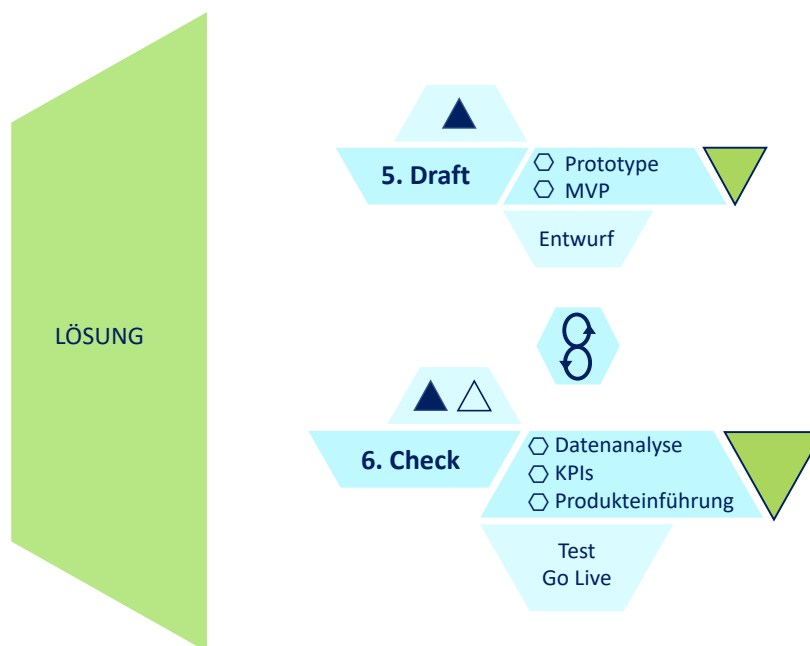 5. Draft
Prototype
MVP
Entwurf
LÖSUNG
6. Check
Datenanalyse
KPIs
Produkteinführung
Test
Go Live